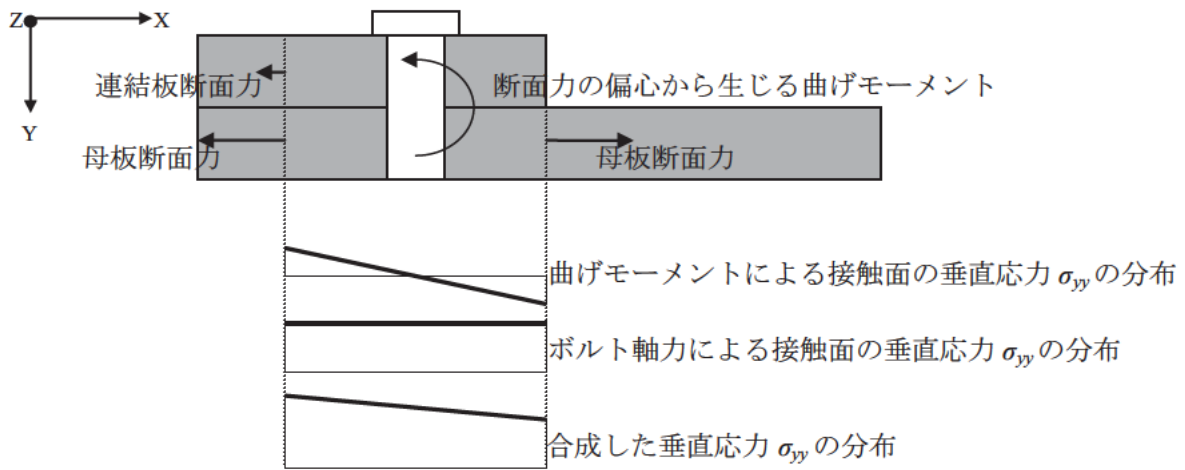 Z X
連結板断面力
断面力の偏心から生じる曲げモーメント
Y
母板断面力
母板断面力
曲げモーメントによる接触面の垂直応力 σyy の分布
ボルト軸力による接触面の垂直応力 σyy の分布
合成した垂直応力 σyy の分布